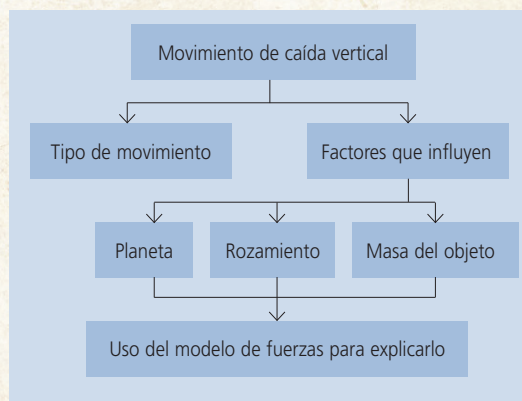 Movimiento de caída vertical
Tipo de movimiento
Factores que influyen
Planeta
Rozamiento
Masa del objeto
Uso del modelo de fuerzas para explicarlo